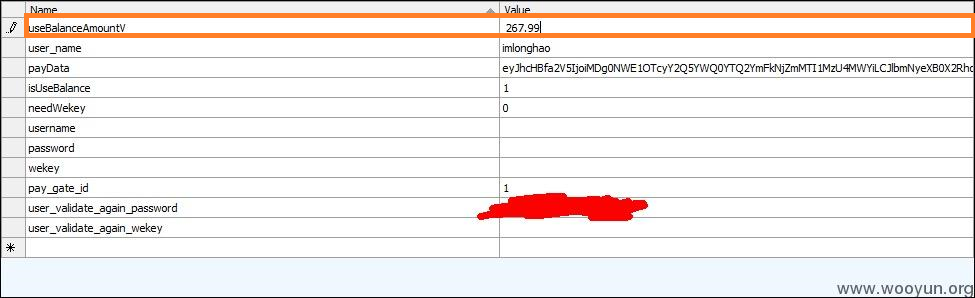 Name Value
useBalanceAmountV 267.99
user_name imlonghao
isUseBalance 1
needWekey 0
payData
username
password
wekey
pay_gate_id 1
user_validate_again_password
user_validate_again_wekey
www.wooyun.org